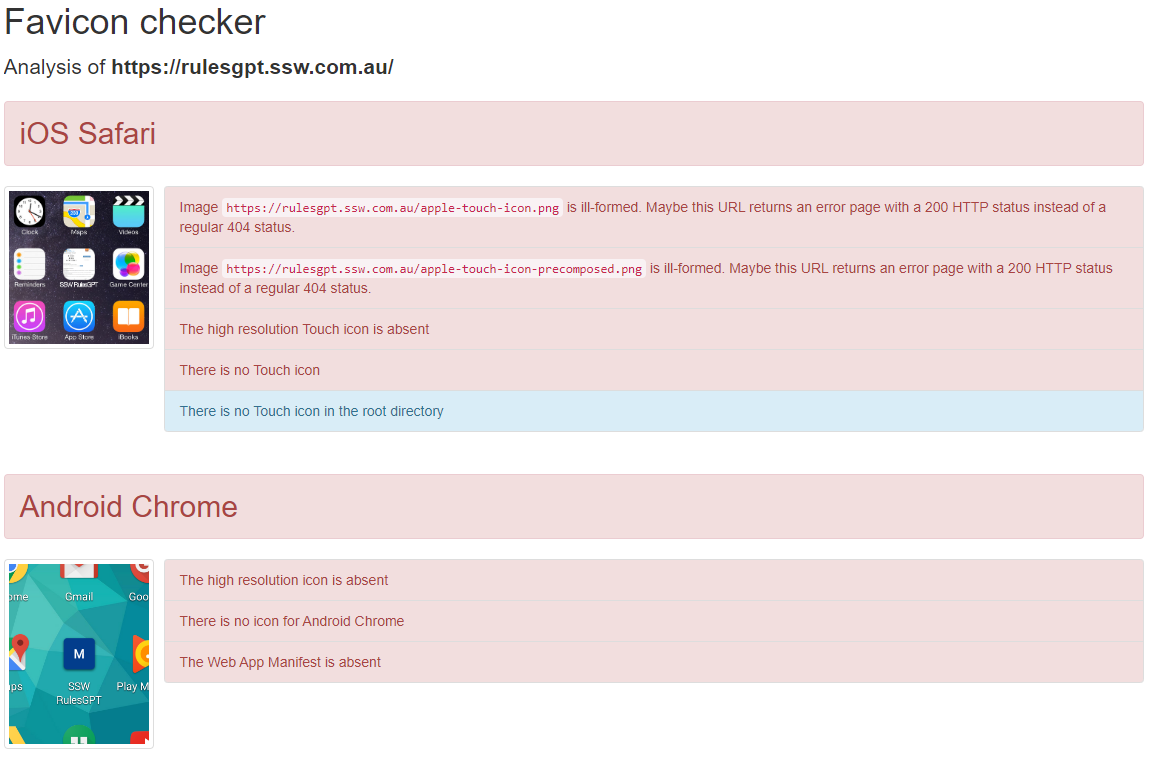 Favicon checker
Analysis of https://rulesgpt.ssw.com.au/
iOS Safari
Clock Maps Videos
Reminders SSW RulesGPT Game Center
iTunes Store App Store iBooks
Image https://rulesgpt.ssw.com.au/apple-touch-icon.png is ill-formed. Maybe this URL returns an error page with a 200 HTTP status instead of a
regular 404 status.
Image https://rulesgpt.ssw.com.au/apple-touch-icon-precomposed.png is ill-formed. Maybe this URL returns an error page with a 200 HTTP status
instead of a regular 404 status.
The high resolution Touch icon is absent
There is no Touch icon
There is no Touch icon in the root directory
Android Chrome
ome Gmail Goo
M
aps SSW Play M
RulesGPT
The high resolution icon is absent
There is no icon for Android Chrome
The Web App Manifest is absent